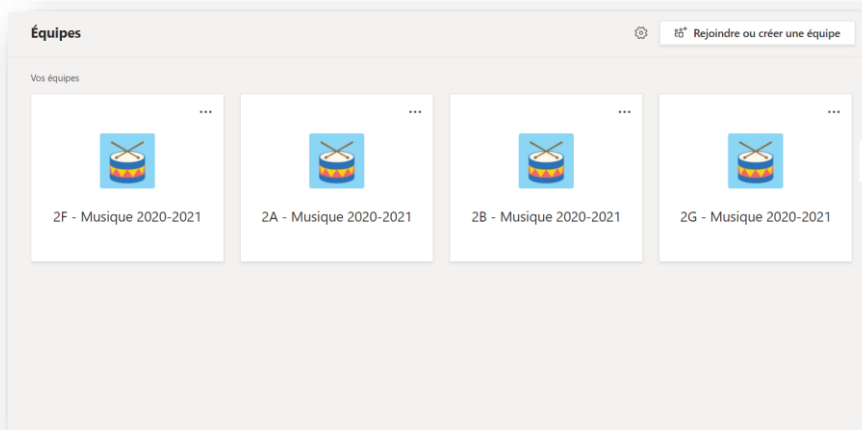 Équipes
Rejoindre ou créer une équipe
Vos équipes
2F - Musique 2020-2021
2A - Musique 2020-2021
2B - Musique 2020-2021
2G - Musique 2020-2021